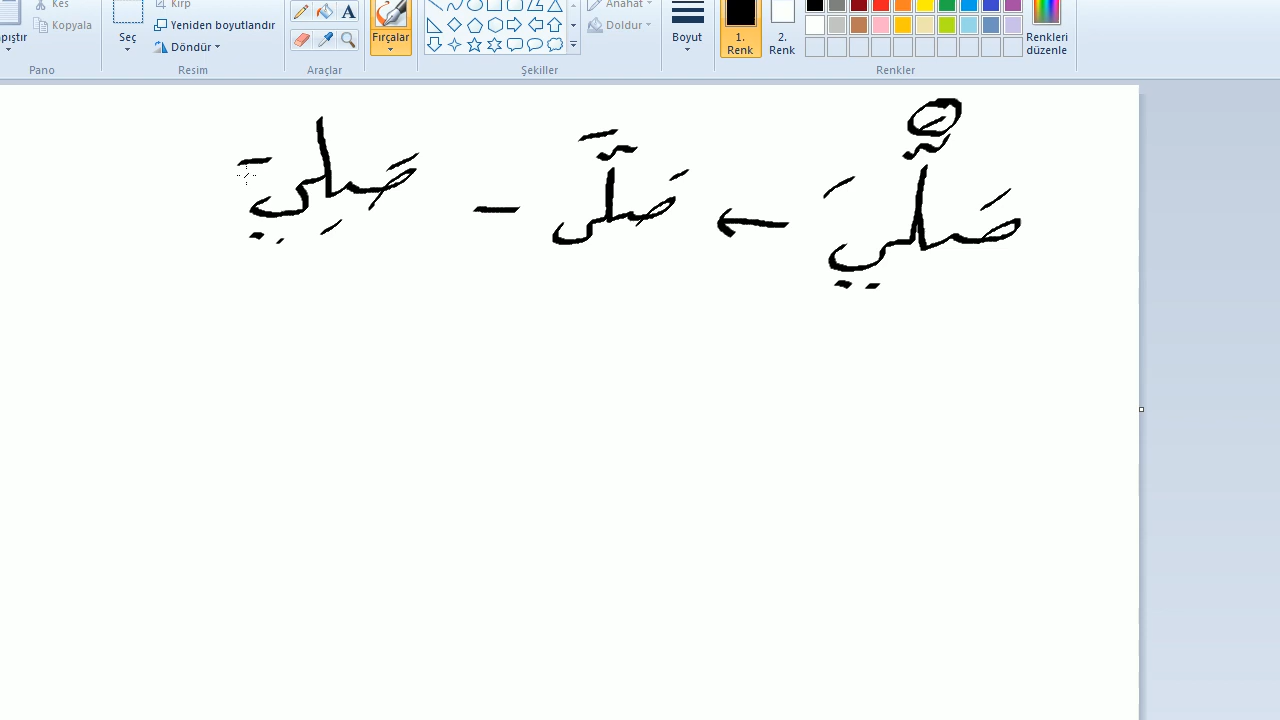 Kes
Kırp
Anahat
apıştır
Kopyala
Seç
Yeniden boyutlandır
Döndür
A
Fırçalar
Doldur
Boyut
1. Renk
2. Renk
Renkleri düzenle
Pano
Resim
Araçlar
Şekiller
Renkler
صَلَّيَ ← صَلَّى - صَلِيَ